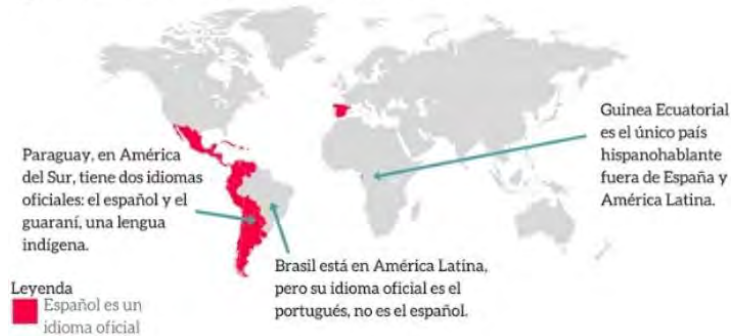 Guinea Ecuatorial
es el único país
hispanohablante
fuera de España y
América Latina.
Paraguay, en América
del Sur, tiene dos idiomas
oficiales: el español y el
guaraní, una lengua
indígena.
Brasil está en América Latina,
pero su idioma oficial es el
portugués, no es el español.
Leyenda
Español es un
idioma oficial